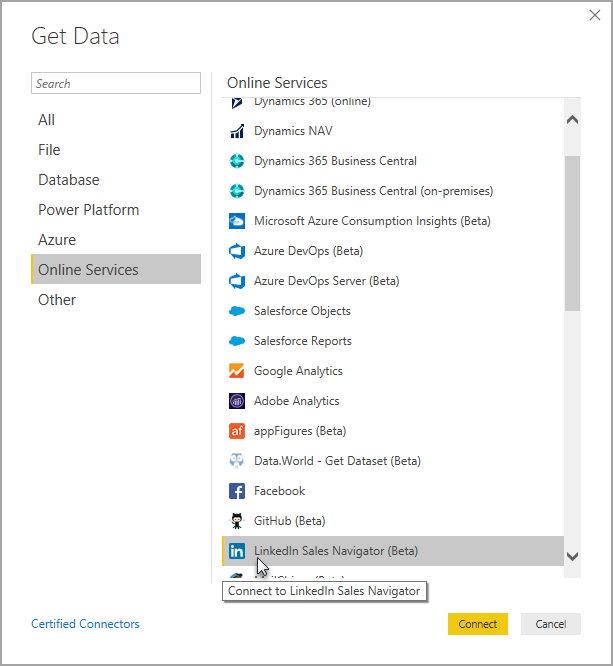 Get Data
Search
All
File
Database
Power Platform
Azure
Online Services
Other
Online Services
Dynamics 365 (online)
Dynamics NAV
Dynamics 365 Business Central
Dynamics 365 Business Central (on-premises)
Microsoft Azure Consumption Insights (Beta)
Azure DevOps (Beta)
Azure DevOps Server (Beta)
Salesforce Objects
Salesforce Reports
Google Analytics
Adobe Analytics
af appFigures (Beta)
Data.World - Get Dataset (Beta)
Facebook
GitHub (Beta)
in LinkedIn Sales Navigator (Beta)
Connect to LinkedIn Sales Navigator
Certified Connectors
Connect
Cancel